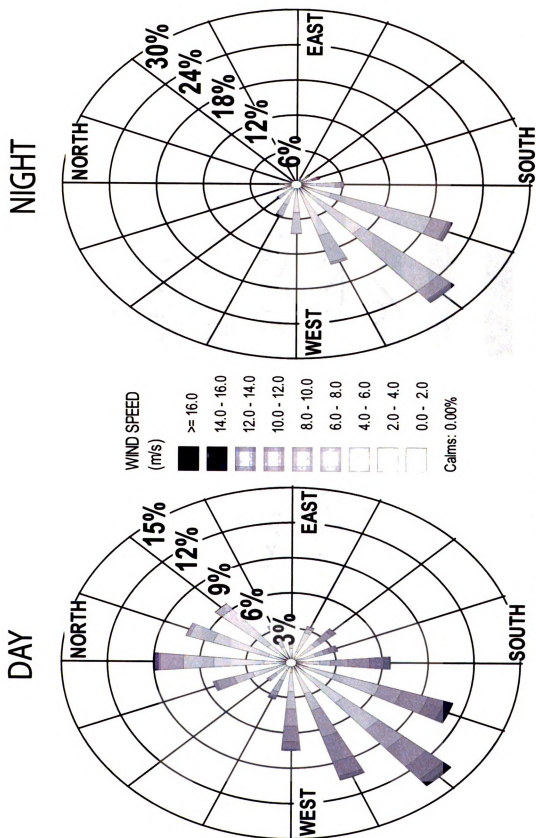 DAY
NORTH
15%
12%
9%
6%
3%
EAST
WEST
SOUTH
WIND SPEED
(m/s)
>= 16.0
14.0 - 16.0
12.0 - 14.0
10.0 - 12.0
8.0 - 10.0
6.0 - 8.0
4.0 - 6.0
2.0 - 4.0
0.0 - 2.0
Calms: 0.00%
NIGHT
NORTH
30%
24%
18%
12%
6%
EAST
WEST
SOUTH